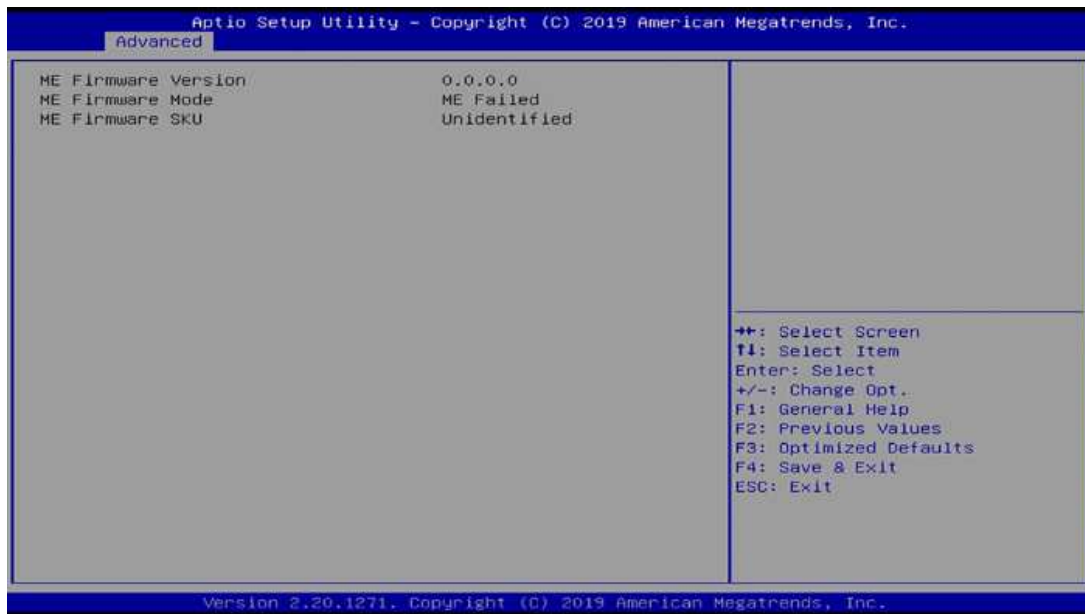 Aptio Setup Utility – Copyright (C) 2019 American Megatrends, Inc.
Advanced
ME Firmware Version 0.0.0.0
ME Firmware Mode ME Failed
ME Firmware SKU Unidentified
→←: Select Screen
↑↓: Select Item
Enter: Select
+/-: Change Opt.
F1: General Help
F2: Previous Values
F3: Optimized Defaults
F4: Save & Exit
ESC: Exit
Version 2.20.1271. Copyright (C) 2019 American Megatrends, Inc.